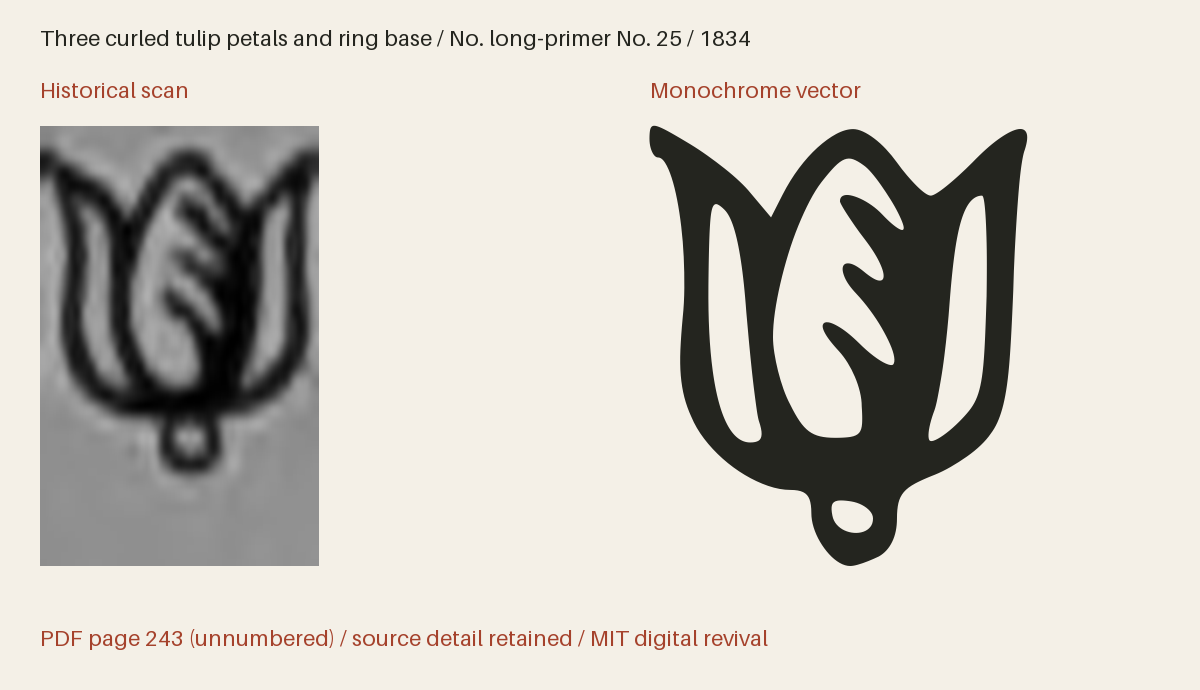 Three curled tulip petals and ring base / No. long-primer No. 25 / 1834
Historical scan
Monochrome vector
PDF page 243 (unnumbered) / source detail retained / MIT digital revival